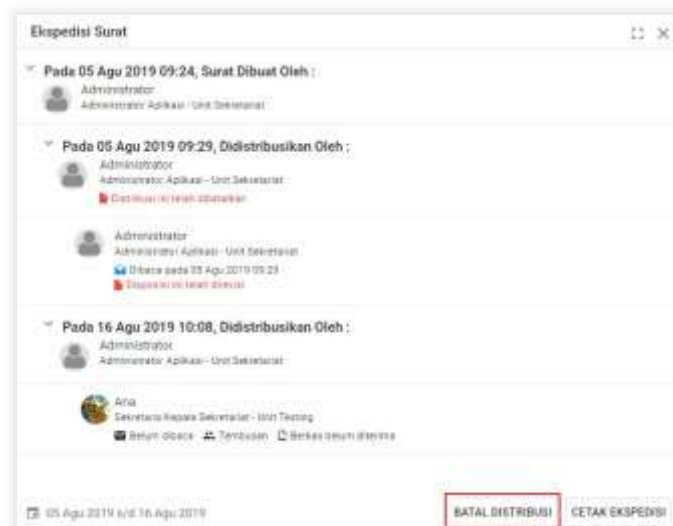 Ekspedisi Surat
Pada 05 Agu 2019 09:24, Surat Dibuat Oleh :
Administrator
Administrator Aplikasi - Unit Sekretariat
Pada 05 Agu 2019 09:29, Didistribusikan Oleh :
Administrator
Administrator Aplikasi - Unit Sekretariat
Distribusi ini telah dibatalkan
Administrator
Administrator Aplikasi - Unit Sekretariat
Dibaca pada 05 Agu 2019 09:29
Disposisi ini telah direvisi
Pada 16 Agu 2019 10:08, Didistribusikan Oleh :
Administrator
Administrator Aplikasi - Unit Sekretariat
Ana
Sekretaris Kepala Sekretariat - Unit Testing
Belum dibaca Tembusan Berkas belum diterima
05 Agu 2019 s/d 16 Agu 2019 BATAL DISTRIBUSI CETAK EKSPEDISI